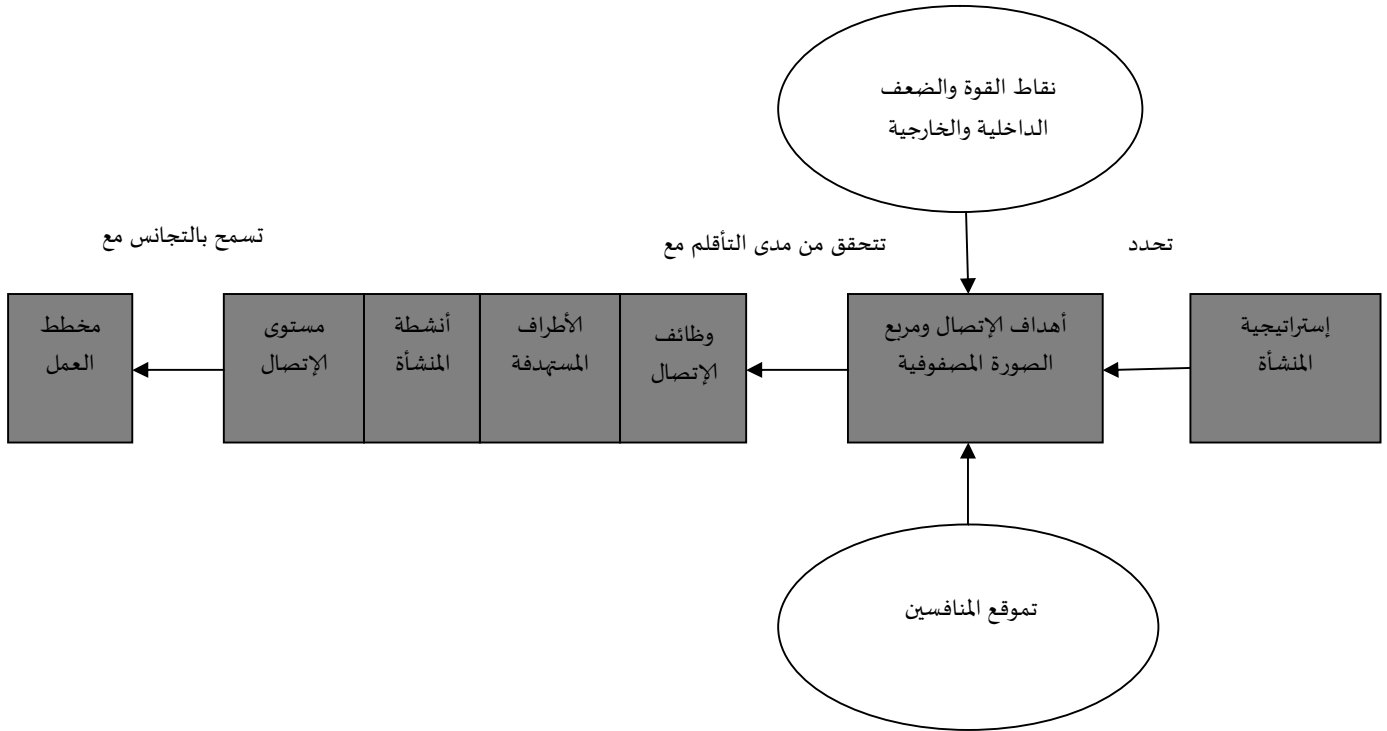 نقاط القوة والضعف
الداخلية والخارجية
تحدد
تتحقق من مدى التأقلم مع
تسمح بالتجانس مع
إستراتيجية
المنشأة
أهداف الإتصال ومربع
الصورة المصفوفية
وظائف
الإتصال
الأطراف
المستهدفة
أنشطة
المنشأة
مستوى
الإتصال
مخطط
العمل
تموقع المنافسين